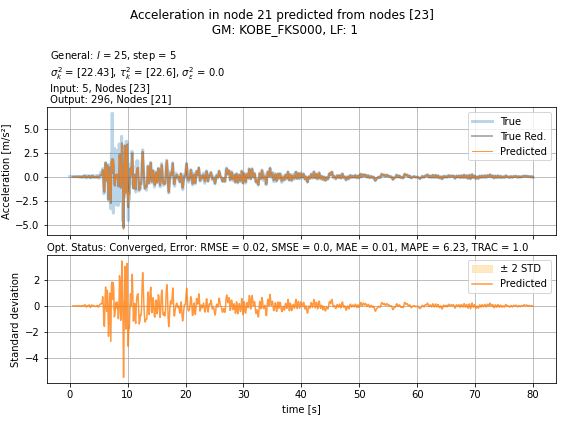 Acceleration in node 21 predicted from nodes [23]
GM: KOBE_FKS000, LF: 1
General: l = 25, step = 5
σ²ₖ = [22.43], τ²ₖ = [22.6], σ²ε = 0.0
Input: 5, Nodes [23]
Output: 296, Nodes [21]
Acceleration [m/s²]
5.0
2.5
0.0
−2.5
−5.0
True
True Red.
Predicted
Opt. Status: Converged, Error: RMSE = 0.02, SMSE = 0.0, MAE = 0.01, MAPE = 6.23, TRAC = 1.0
Standard deviation
2
0
−2
−4
± 2 STD
Predicted
0 10 20 30 40 50 60 70 80
time [s]